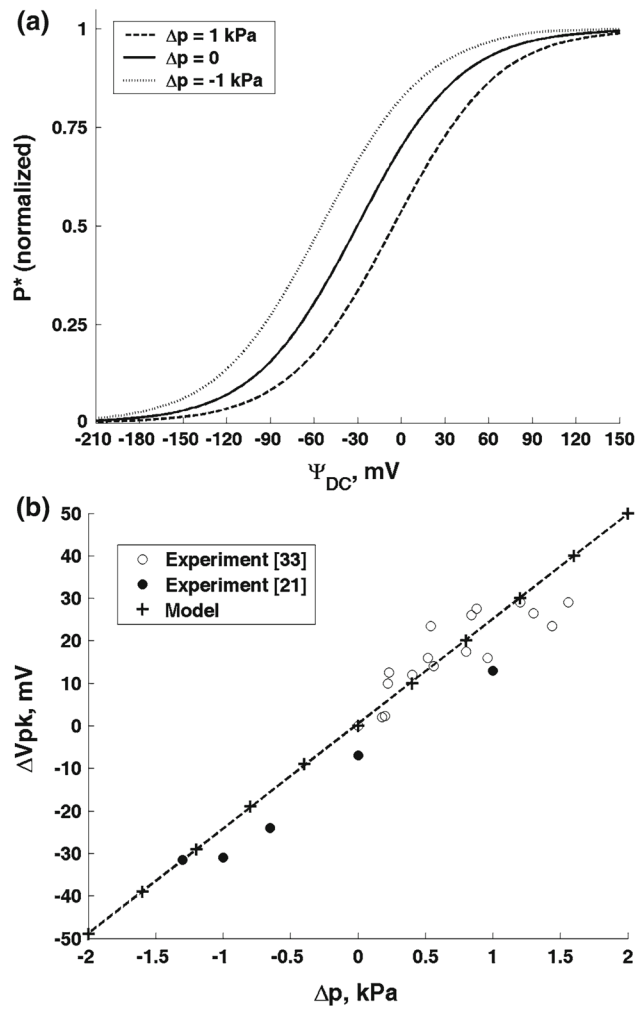 (a)
Δp = 1 kPa
Δp = 0
Δp = -1 kPa
1
0.75
0.5
0.25
0
P* (normalized)
-210 -180 -150 -120 -90 -60 -30 0 30 60 90 120 150
Ψ_DC, mV
(b)
Experiment [33]
Experiment [21]
Model
50
40
30
20
10
0
-10
-20
-30
-40
-50
ΔVpk, mV
-2 -1.5 -1 -0.5 0 0.5 1 1.5 2
Δp, kPa